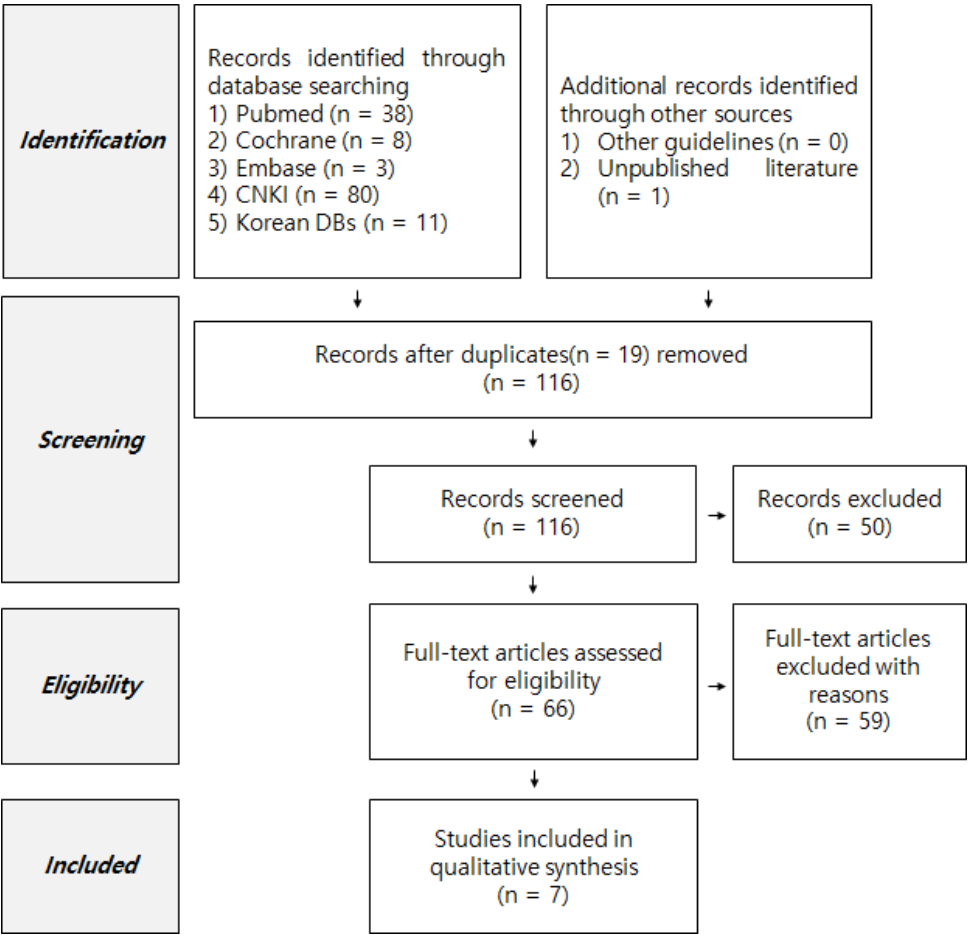 Identification
Records identified through
database searching
1) Pubmed (n = 38)
2) Cochrane (n = 8)
3) Embase (n = 3)
4) CNKI (n = 80)
5) Korean DBs (n = 11)
Additional records identified
through other sources
1) Other guidelines (n = 0)
2) Unpublished literature
(n = 1)
Screening
Records after duplicates(n = 19) removed
(n = 116)
Records screened
(n = 116)
Records excluded
(n = 50)
Eligibility
Full-text articles assessed
for eligibility
(n = 66)
Full-text articles
excluded with
reasons
(n = 59)
Included
Studies included in
qualitative synthesis
(n = 7)